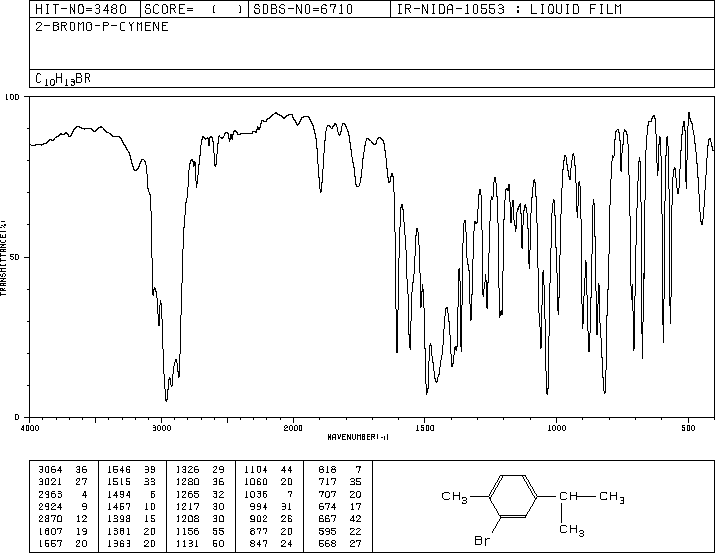 HIT-NO=3480 SCORE= ( ) SDBS-NO=6710 IR-NIDA-10553 : LIQUID FILM
2-BROMO-P-CYMENE
C10H13BR
100
50
0
TRANSMITTANCE(%)
4000 3000 2000 1500 1000 500
WAVENUMBER(-1)
3064 36 1546 39 1326 29 1104 44 818 7
3021 27 1515 33 1280 36 1060 20 717 35
2963 4 1494 6 1265 32 1036 7 707 20
2924 9 1457 10 1217 30 994 31 674 17
2870 12 1398 15 1208 30 902 26 667 42
1607 19 1381 20 1156 55 877 20 595 22
1557 20 1363 20 1131 50 847 24 568 27
CH3 CH CH3
CH3
Br